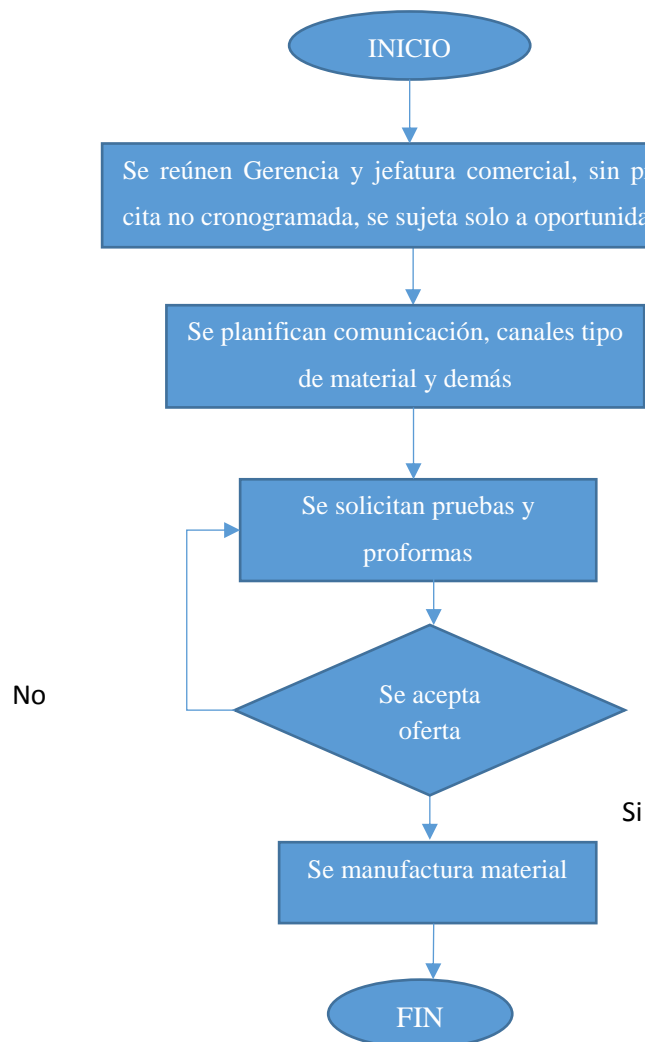 INICIO
Se reúnen Gerencia y jefatura comercial, sin
cita no cronogramada, se sujeta solo a
Se planifican comunicación, canales tipo
de material y demás
Se solicitan pruebas y
proformas
No
Se acepta
oferta
Si
Se manufactura material
FIN